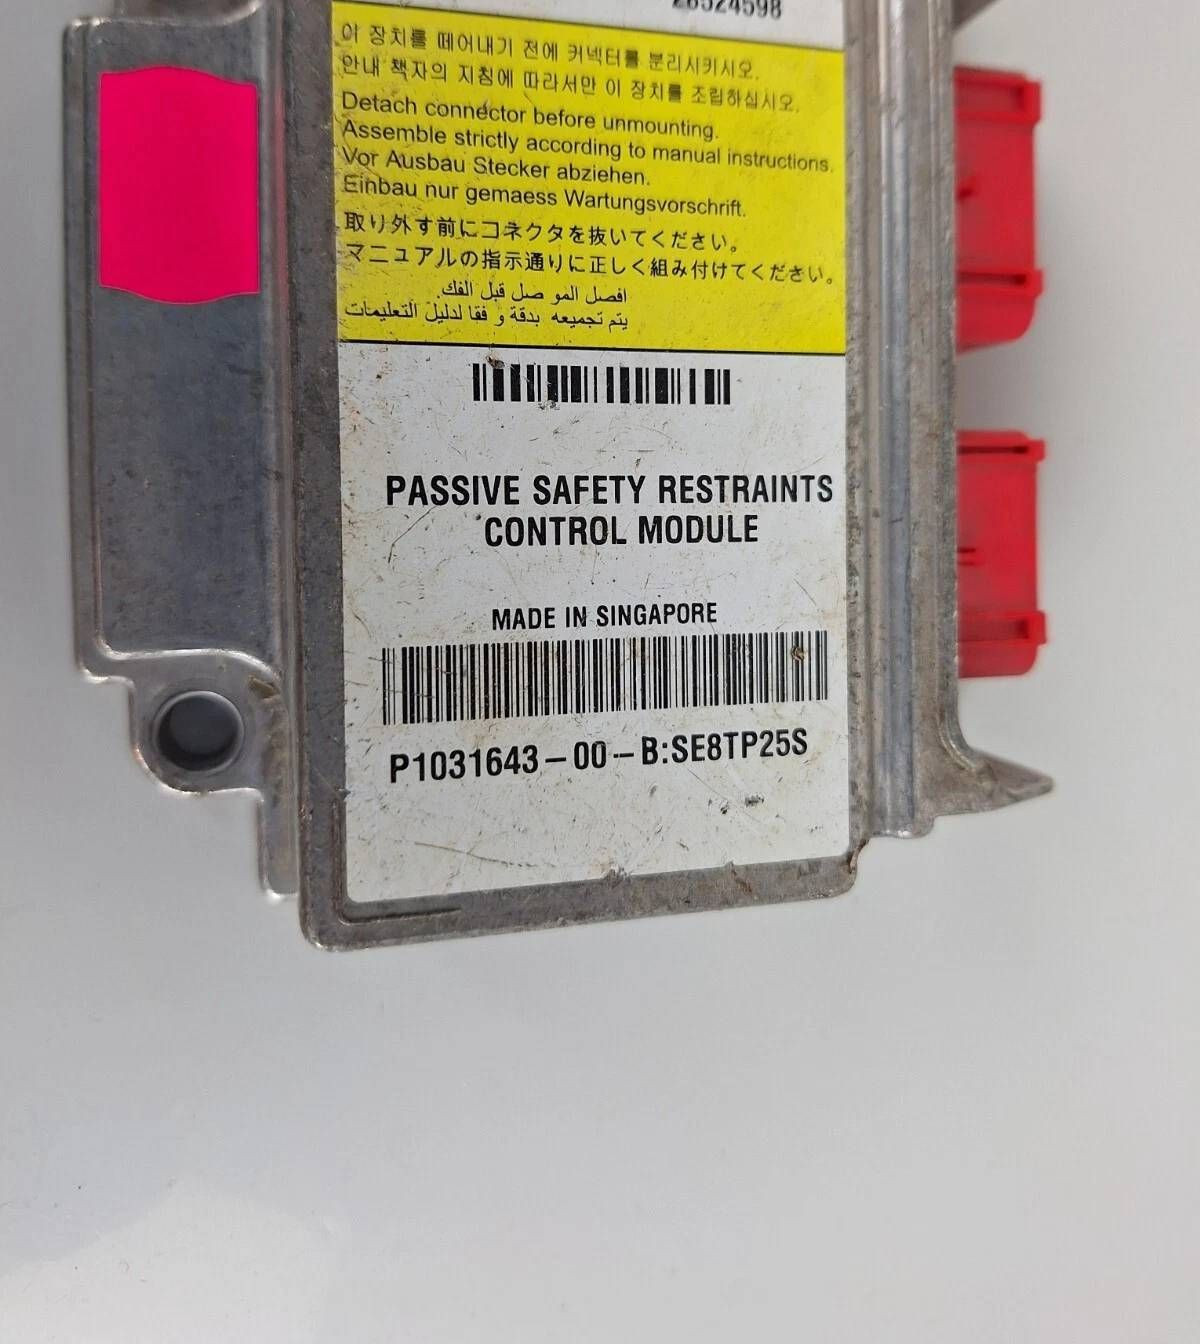 28524598
이 장치를 떼어내기 전에 커넥터를 분리시키시오.
안내 책자의 지침에 따라서만 이 장치를 조립하십시오.
Detach connector before unmounting.
Assemble strictly according to manual instructions.
Vor Ausbau Stecker abziehen.
Einbau nur gemaess Wartungsvorschrift.
取り外す前にコネクタを抜いてください。
マニュアルの指示通りに正しく組み付けてください。
افصل المو صل قبل الفك.
يتم تجميعه بدقة و فقا لدليل التعليمات
PASSIVE SAFETY RESTRAINTS
CONTROL MODULE
MADE IN SINGAPORE
P1031643-00-B:SE8TP25S